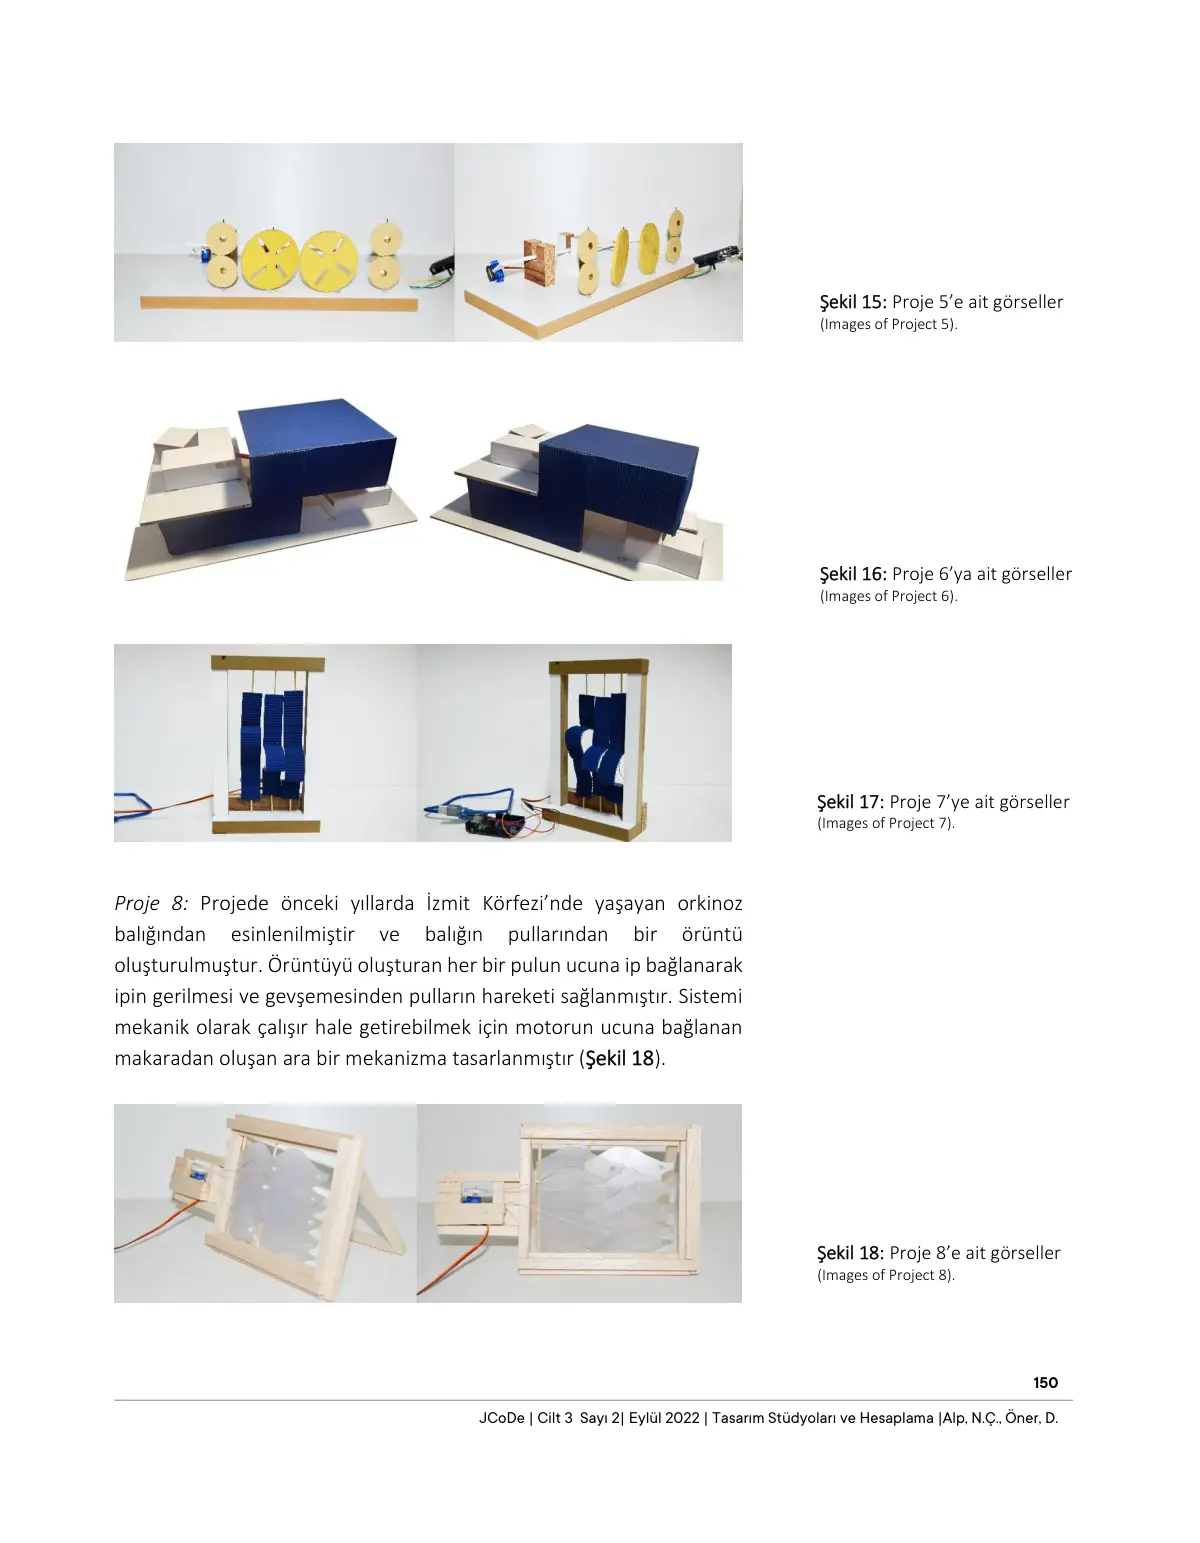 Şekil 15: Proje 5’e ait görseller
(Images of Project 5).
Şekil 16: Proje 6’ya ait görseller
(Images of Project 6).
Şekil 17: Proje 7’ye ait görseller
(Images of Project 7).
Proje 8: Projede önceki yıllarda İzmit Körfezi’nde yaşayan orkinoz
balığından esinlenilmiştir ve balığın pullarından bir örüntü
oluşturulmuştur. Örüntüyü oluşturan her bir pulun ucuna ip bağlanarak
ipin gerilmesi ve gevşemesinden pulların hareketi sağlanmıştır. Sistemi
mekanik olarak çalışır hale getirebilmek için motorun ucuna bağlanan
makaradan oluşan ara bir mekanizma tasarlanmıştır (Şekil 18).
Şekil 18: Proje 8’e ait görseller
(Images of Project 8).
150
JCoDe | Cilt 3 Sayı 2| Eylül 2022 | Tasarım Stüdyoları ve Hesaplama |Alp, N.Ç., Öner, D.